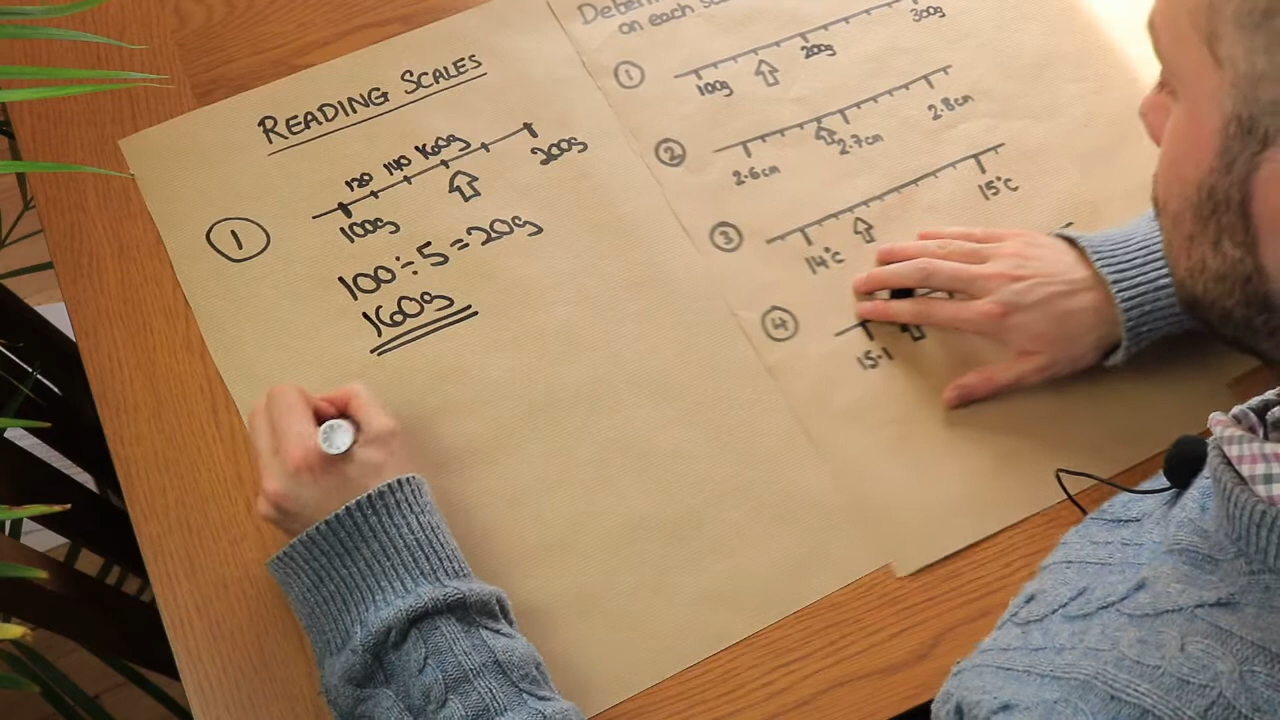 READING SCALES
1
120 140 160g
100g 200g
100÷5=20g
160g
on each
1
100g 200g 300g
2
2.6cm 2.7cm 2.8cm
3
14°c 15°c
4
15.1